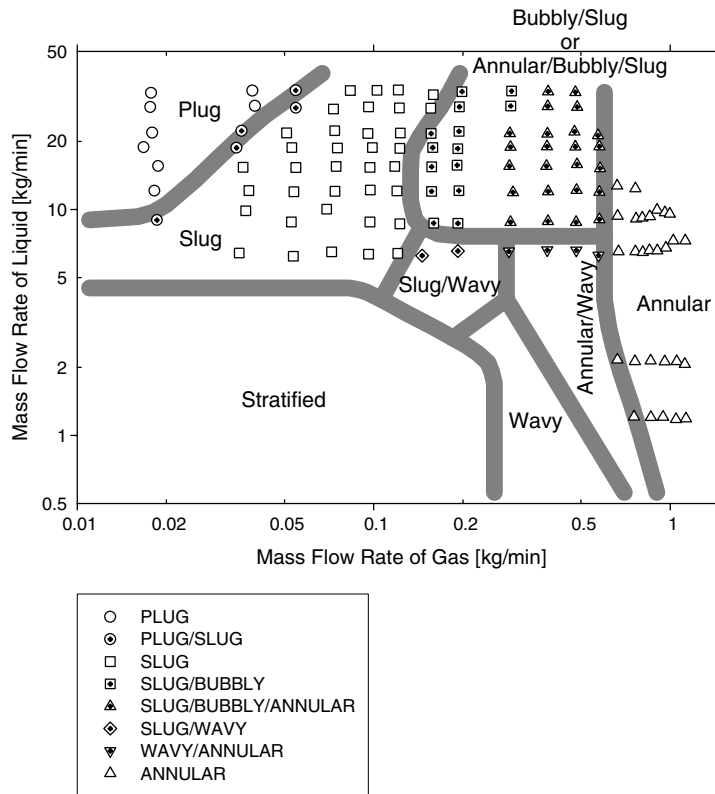 Bubbly/Slug
or
Annular/Bubbly/Slug
50
20
10
5
2
1
0.5
Mass Flow Rate of Liquid [kg/min]
Plug
Slug
Slug/Wavy
Annular/Wavy
Annular
Stratified
Wavy
0.01
0.02
0.05
0.1
0.2
0.5
1
Mass Flow Rate of Gas [kg/min]
PLUG
PLUG/SLUG
SLUG
SLUG/BUBBLY
SLUG/BUBBLY/ANNULAR
SLUG/WAVY
WAVY/ANNULAR
ANNULAR